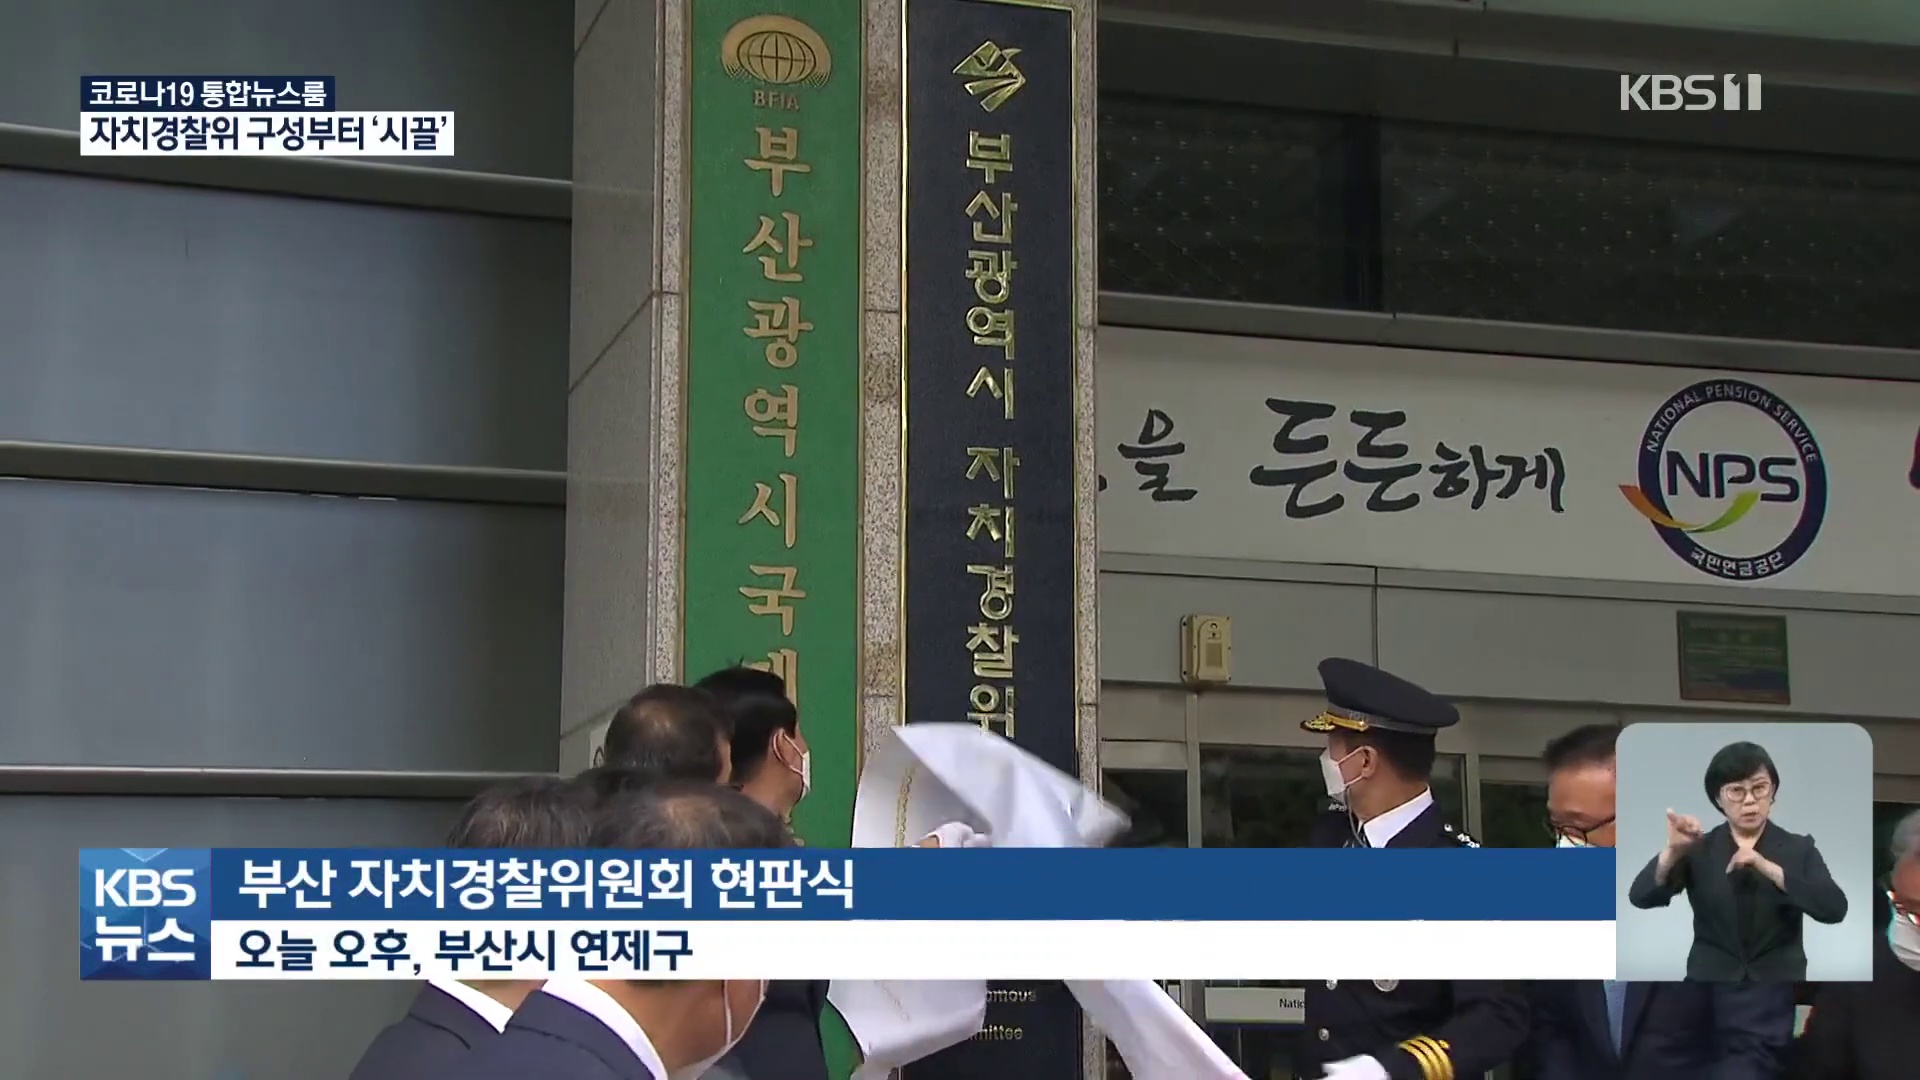 코로나19 통합뉴스룸
자치경찰위 구성부터 ‘시끌’
KBS 1
BFIA
부산광역시국제
부산광역시 자치경찰위
을 든든하게
NATIONAL PENSION SERVICE
NPS
국민연금공단
KBS
뉴스
부산 자치경찰위원회 현판식
오늘 오후, 부산시 연제구